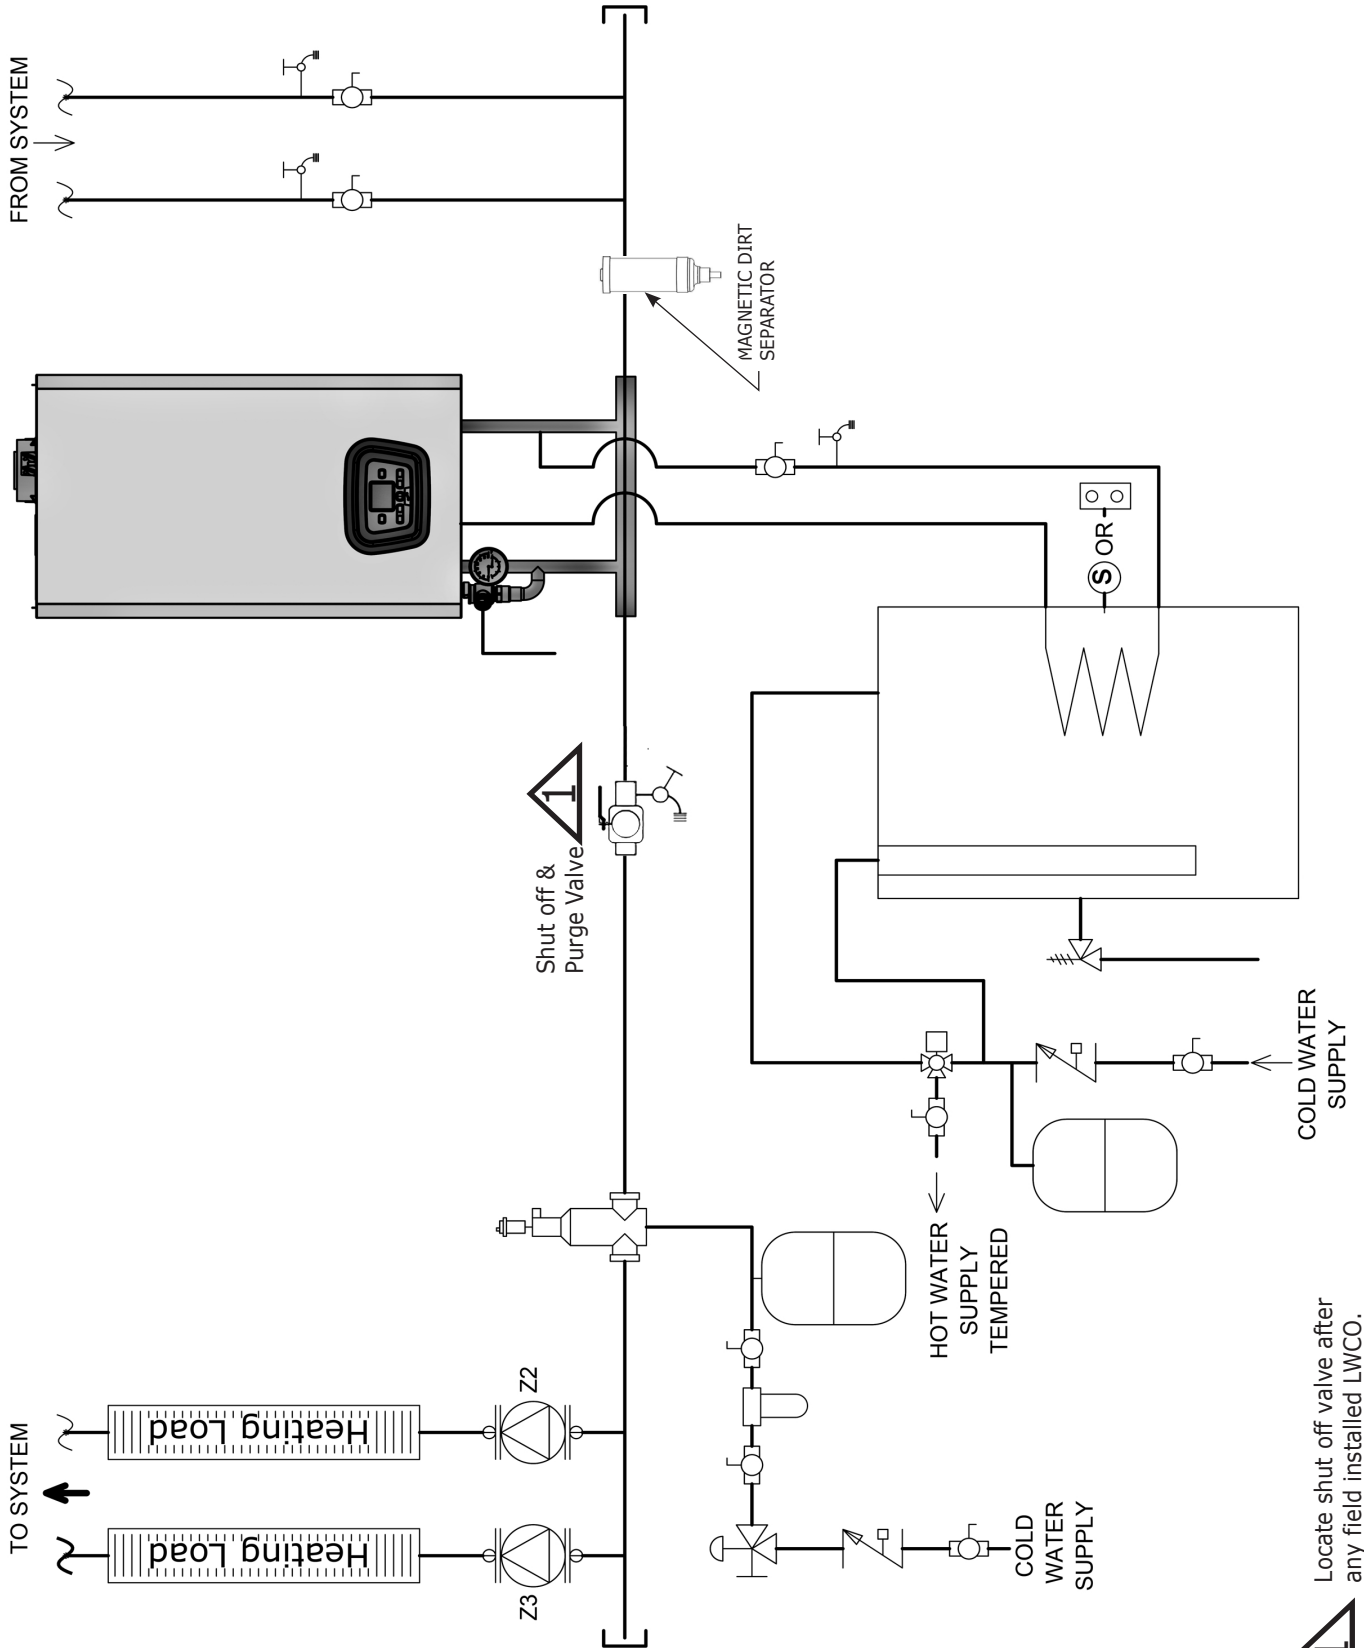 FROM SYSTEM
MAGNETIC DIRT
SEPARATOR
S OR
1
Shut off &
Purge Valve
COLD WATER
SUPPLY
HOT WATER
SUPPLY
TEMPERED
TO SYSTEM
Heating Load
Z2
Heating Load
Z3
COLD
WATER
SUPPLY
Locate shut off valve after
any field installed LWCO.